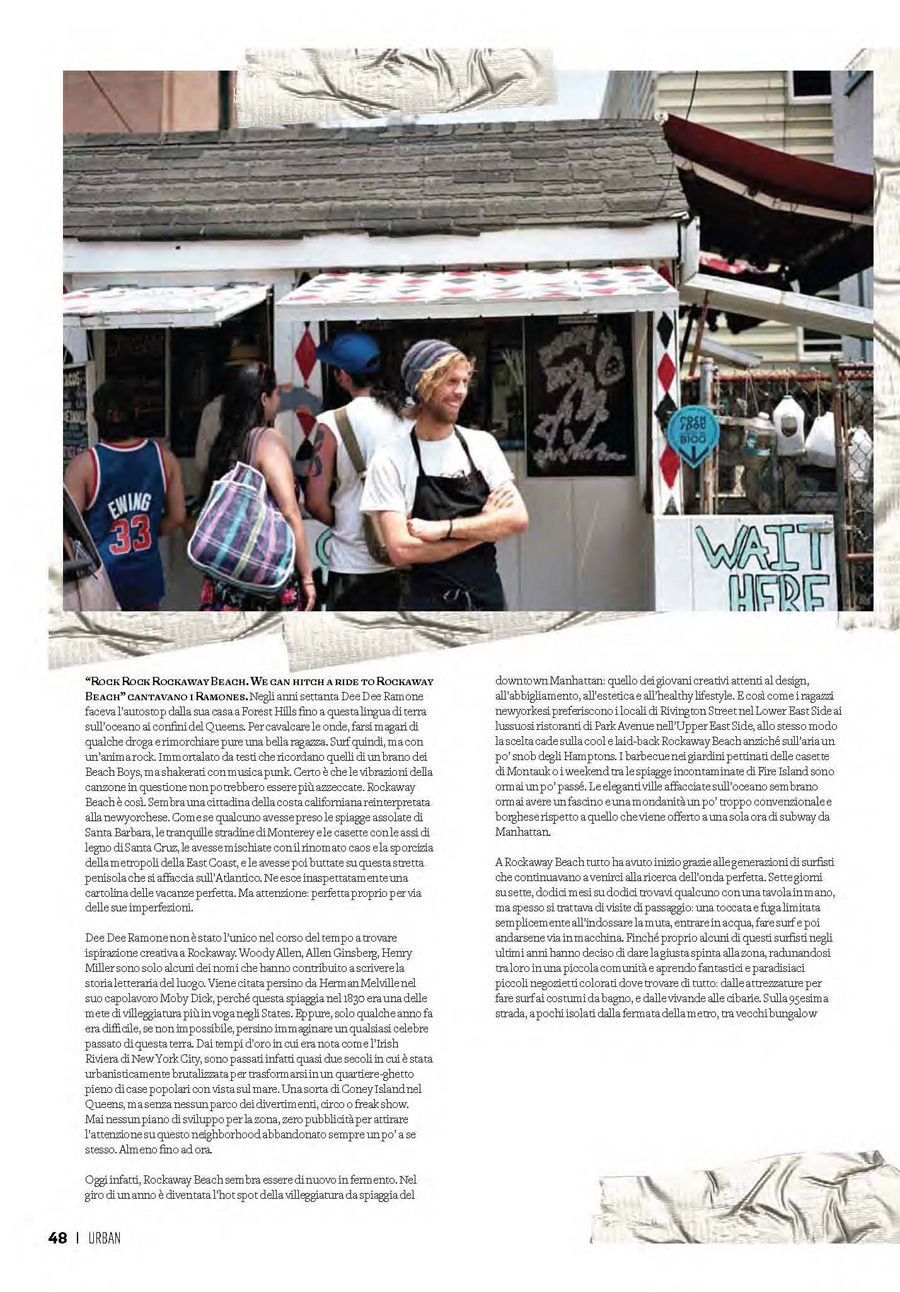 EWING
33
WAIT
HERE
“ROCK ROCK ROCKAWAY BEACH. WE CAN HITCH A RIDE TO ROCKAWAY
BEACH” CANTAVANO I RAMONES. Negli anni settanta Dee Dee Ramone
faceva l’autostop dalla sua casa a Forest Hills fino a questa lingua di terra
sull’oceano ai confini del Queens. Per cavalcare le onde, farsi magari di
qualche droga e rimorchiare pure una bella ragazza. Surf quindi, ma con
un’anima rock. Immortalato da testi che ricordano quelli di un brano dei
Beach Boys, ma shakerati con musica punk. Certo è che le vibrazioni della
canzone in questione non potrebbero essere più azzeccate. Rockaway
Beach è così. Sembra una cittadina della costa californiana reinterpretata
alla newyorchese. Come se qualcuno avesse preso le spiagge assolate di
Santa Barbara, le tranquille stradine di Monterey e le casette con le assi di
legno di Santa Cruz, le avesse mischiate con il rinomato caos e la sporcizia
della metropoli della East Coast, e le avesse poi buttate su questa stretta
penisola che si affaccia sull’Atlantico. Ne esce inaspettatamente una
cartolina delle vacanze perfetta. Ma attenzione: perfetta proprio per via
delle sue imperfezioni.
Dee Dee Ramone non è stato l’unico nel corso del tempo a trovare
ispirazione creativa a Rockaway. Woody Allen, Allen Ginsberg, Henry
Miller sono solo alcuni dei nomi che hanno contribuito a scrivere la
storia letteraria del luogo. Viene citata persino da Herman Melville nel
suo capolavoro Moby Dick, perché questa spiaggia nel 1830 era una delle
mete di villeggiatura più in voga negli States. Eppure, solo qualche anno fa
era difficile, se non impossibile, persino immaginare un qualsiasi celebre
passato di questa terra. Dai tempi d’oro in cui era nota come l’Irish
Riviera di New York City, sono passati infatti quasi due secoli in cui è stata
urbanisticamente brutalizzata per trasformarsi in un quartiere-ghetto
pieno di case popolari con vista sul mare. Una sorta di Coney Island nel
Queens, ma senza nessun parco dei divertimenti, circo o freak show.
Mai nessun piano di sviluppo per la zona, zero pubblicità per attirare
l’attenzione su questo neighborhood abbandonato sempre un po’ a se
stesso. Almeno fino ad ora.
Oggi infatti, Rockaway Beach sembra essere di nuovo in fermento. Nel
giro di un anno è diventata l’hot spot della villeggiatura da spiaggia del
downtown Manhattan: quello dei giovani creativi attenti al design,
all’abbigliamento, all’estetica e all’healthy lifestyle. E così come i ragazzi
newyorkesi preferiscono i locali di Rivington Street nel Lower East Side ai
lussuosi ristoranti di Park Avenue nell’Upper East Side, allo stesso modo
la scelta cade sulla cool e laid-back Rockaway Beach anziché sull’aria un
po’ snob degli Hamptons. I barbecue nei giardini pettinati delle casette
di Montauk o i weekend tra le spiagge incontaminate di Fire Island sono
ormai un po’ passé. Le eleganti ville affacciate sull’oceano sembrano
ormai avere un fascino e una mondanità un po’ troppo convenzionale e
borghese rispetto a quello che viene offerto a una sola ora di subway da
Manhattan.
A Rockaway Beach tutto ha avuto inizio grazie alle generazioni di surfisti
che continuavano a venirci alla ricerca dell’onda perfetta. Sette giorni
su sette, dodici mesi su dodici trovavi qualcuno con una tavola in mano,
ma spesso si trattava di visite di passaggio: una toccata e fuga limitata
semplicemente all’indossare la muta, entrare in acqua, fare surf e poi
andarsene via in macchina. Finché proprio alcuni di questi surfisti negli
ultimi anni hanno deciso di dare la giusta spinta alla zona, radunandosi
tra loro in una piccola comunità e aprendo fantastici e paradisiaci
piccoli negozietti colorati dove trovare di tutto: dalle attrezzature per
fare surf ai costumi da bagno, e dalle vivande alle cibarie. Sulla 95esima
strada, a pochi isolati dalla fermata della metro, tra vecchi bungalow
48 | URBAN